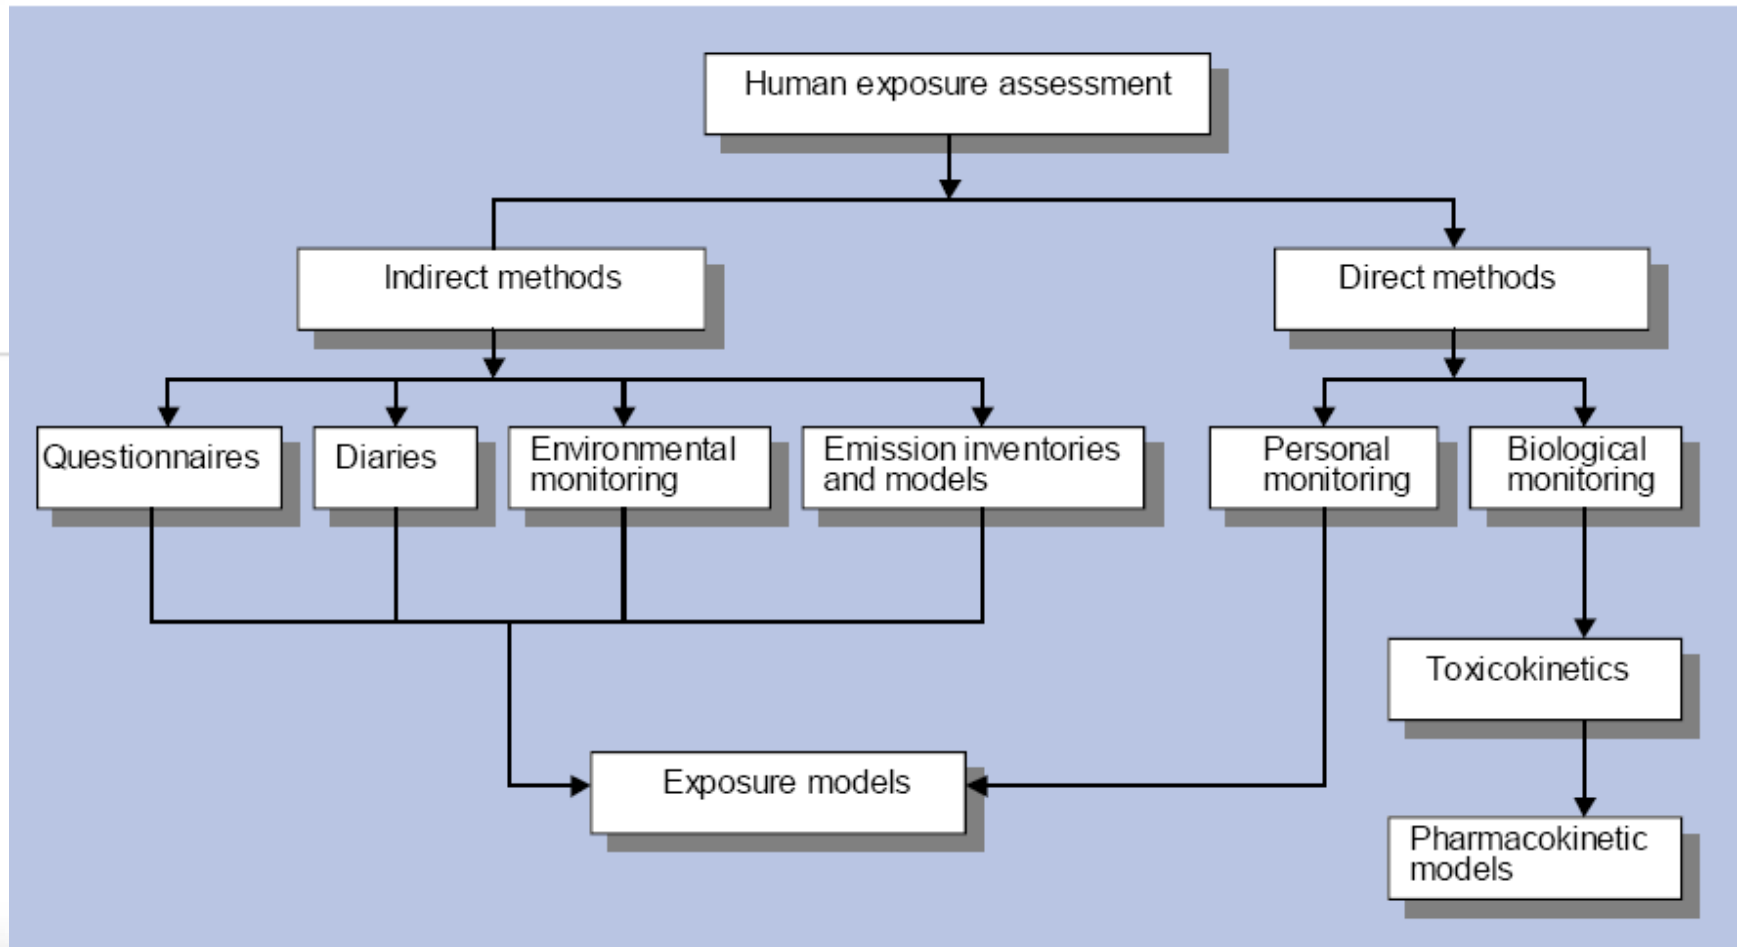 Human exposure assessment
Indirect methods
Direct methods
Questionnaires
Diaries
Environmental
monitoring
Emission inventories
and models
Personal
monitoring
Biological
monitoring
Toxicokinetics
Exposure models
Pharmacokinetic
models